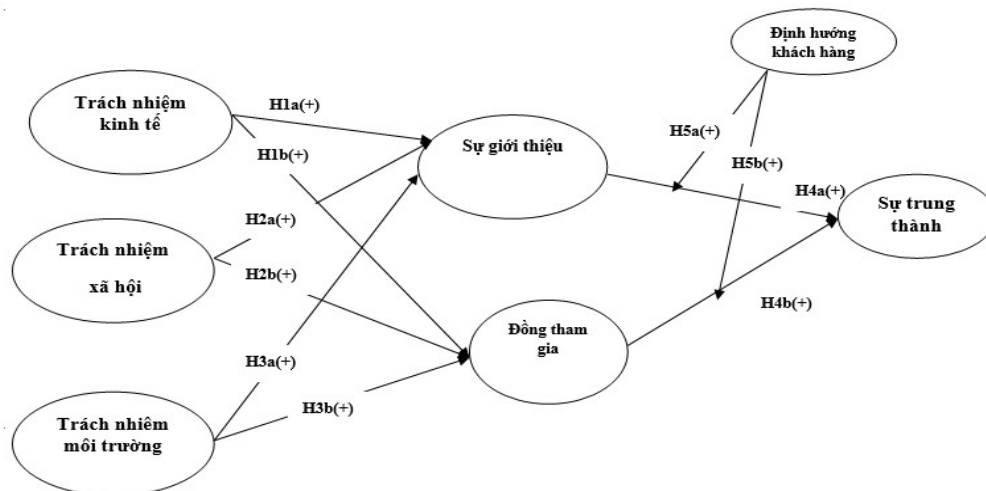 Định hướng
khách hàng
Trách nhiệm
kinh tế
H1a(+)
H1b(+)
Sự giới thiệu
H5a(+)
H5b(+)
H4a(+)
Sự trung
thành
H2a(+)
Trách nhiệm
xã hội
H2b(+)
H4b(+)
Đồng tham
gia
H3a(+)
H3b(+)
Trách nhiêm
môi trường